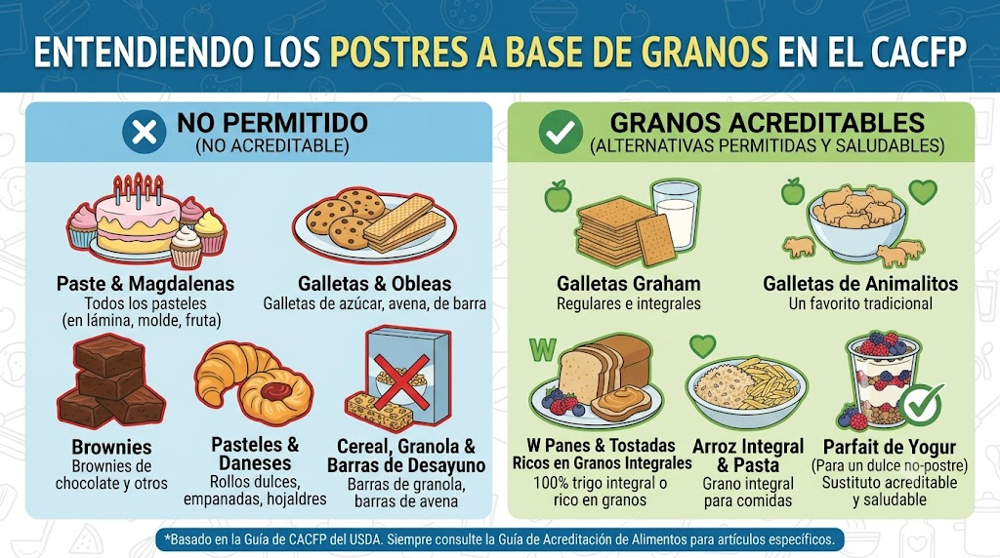 ENTENDIENDO LOS POSTRES A BASE DE GRANOS EN EL CACFP
NO PERMITIDO
(NO ACREDITABLE)
Paste & Magdalenas
Todos los pasteles
(en lámina, molde, fruta)
Galletas & Obleas
Galletas de azúcar, avena, de barra
Brownies
Brownies de
chocolate y otros
Pasteles &
Daneses
Rollos dulces,
empanadas, hojaldres
Cereal, Granola &
Barras de Desayuno
Barras de granola,
barras de avena
GRANOS ACREDITABLES
(ALTERNATIVAS PERMITIDAS Y SALUDABLES)
Galletas Graham
Regulares e integrales
Galletas de Animalitos
Un favorito tradicional
W
W Panes & Tostadas
Ricos en Granos Integrales
100% trigo integral o
rico en granos
Arroz Integral
& Pasta
Grano integral
para comidas
Parfait de Yogur
(Para un dulce no-postre)
Sustituto acreditable
y saludable
*Basado en la Guía de CACFP del USDA. Siempre consulte la Guía de Acreditación de Alimentos para artículos específicos.